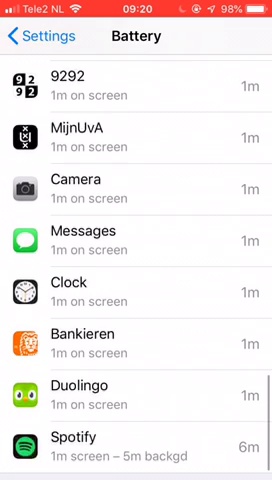 Tele2 NL 09:20 98%
Settings Battery
9292
1m on screen 1m
MijnUvA
1m on screen 1m
Camera
1m on screen 1m
Messages
1m on screen 1m
Clock
1m on screen 1m
Bankieren
1m on screen 1m
Duolingo
1m on screen 1m
Spotify
1m screen – 5m backgd 6m